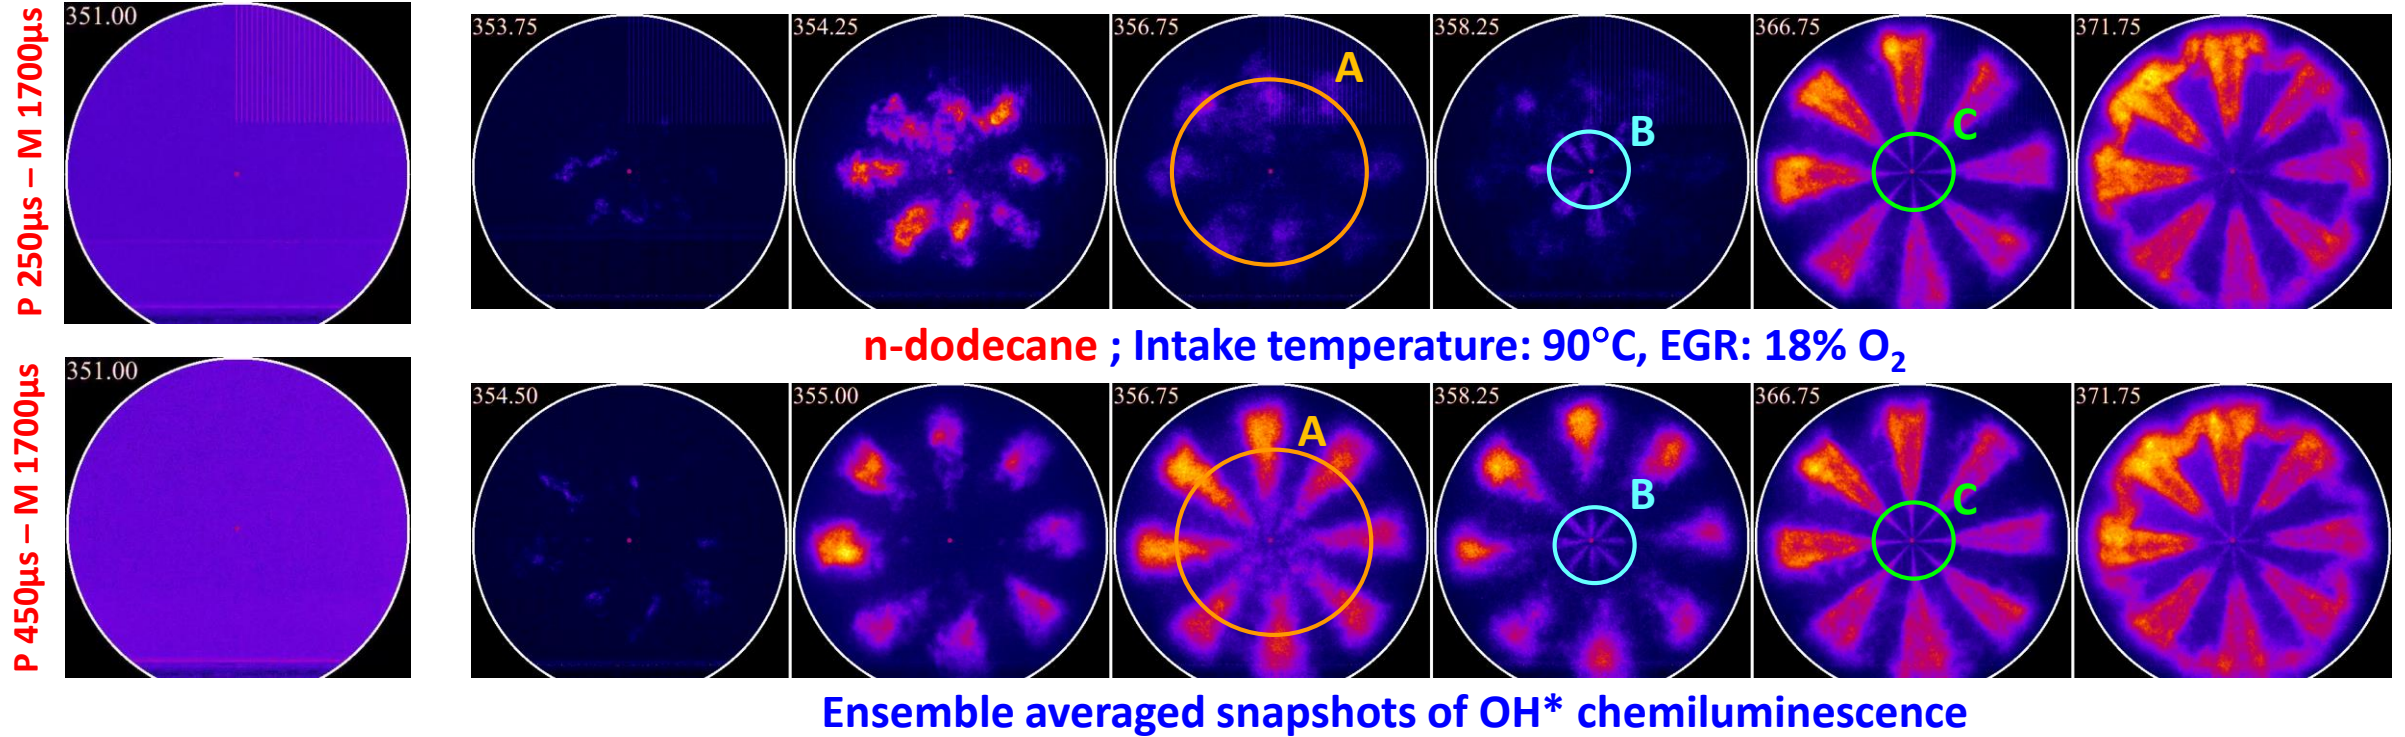 P 250µs – M 1700µs
351.00
353.75
354.25
356.75
358.25
366.75
371.75
A
B
C
n-dodecane ; Intake temperature: 90°C, EGR: 18% O₂
P 450µs – M 1700µs
351.00
354.50
355.00
356.75
358.25
366.75
371.75
A
B
C
Ensemble averaged snapshots of OH* chemiluminescence